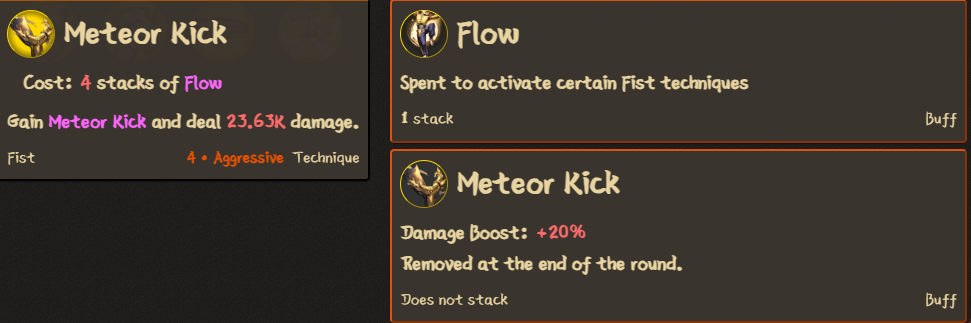 Meteor Kick
Cost: 4 stacks of Flow
Gain Meteor Kick and deal 23.63K damage.
Fist 4 • Aggressive Technique
Flow
Spent to activate certain Fist techniques
1 stack Buff
Meteor Kick
Damage Boost: +20%
Removed at the end of the round.
Does not stack Buff